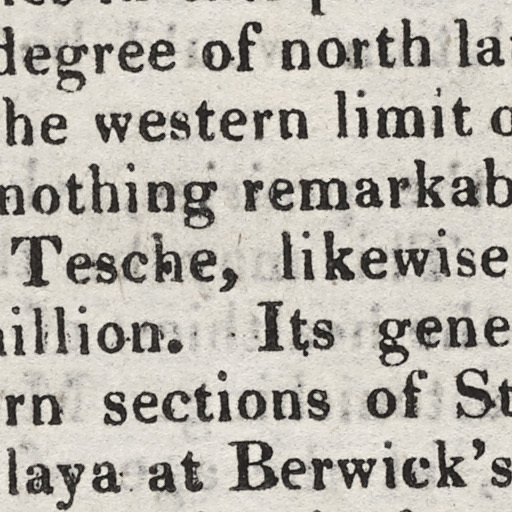 degree of north la
he western limit o
nothing remarkab
Tesche, likewise
illion. Its gene
rn sections of St
laya at Berwick's